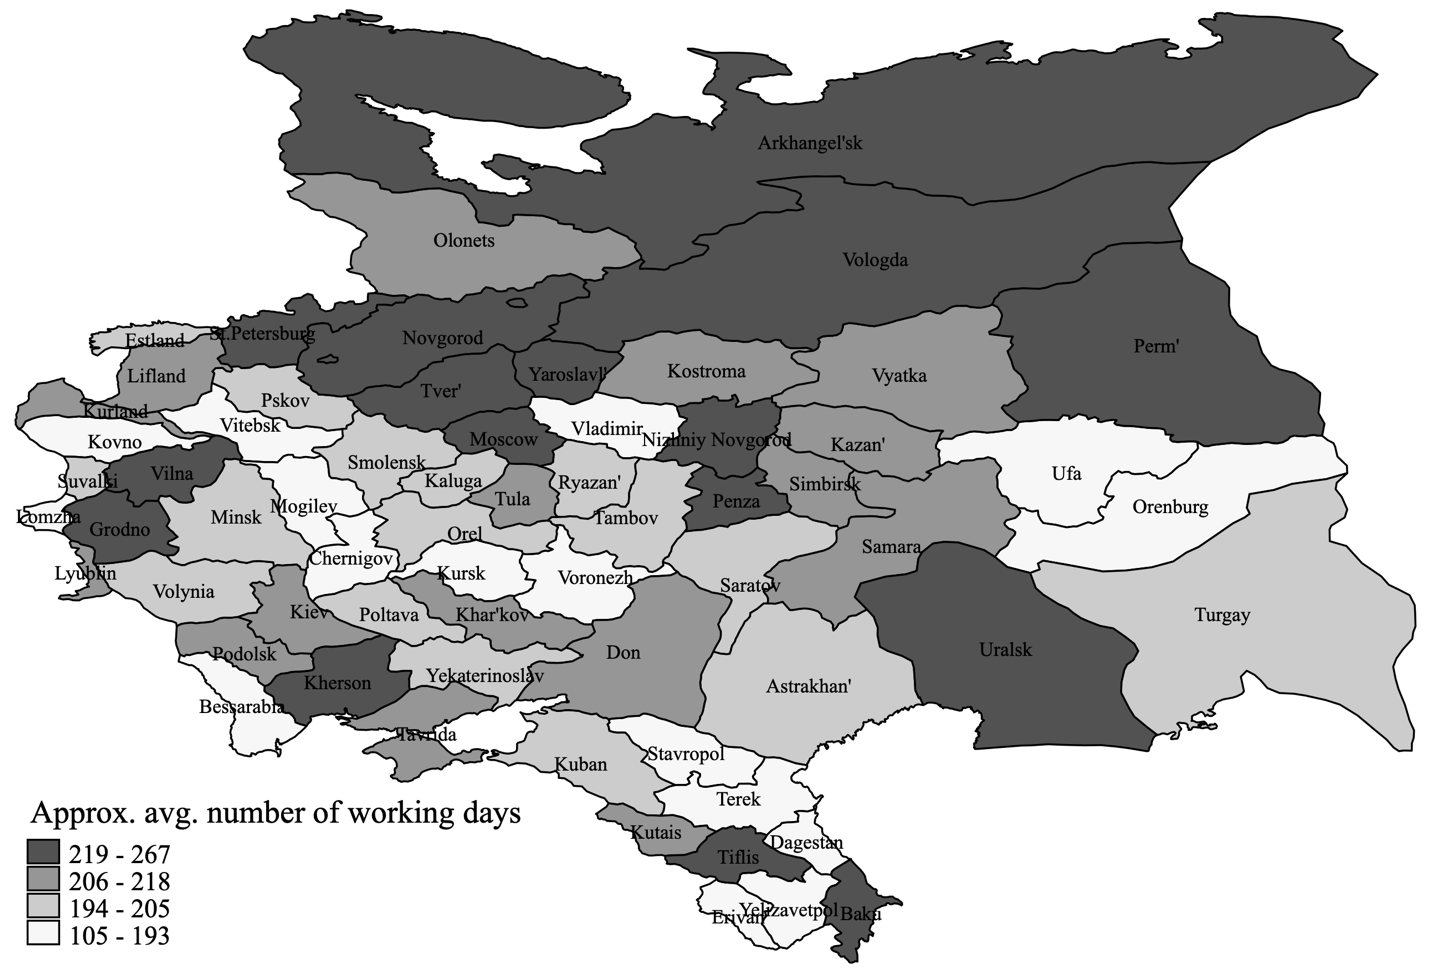 Arkhangel'sk
Olonets
Vologda
St.Petersburg
Novgorod
Estland
Perm'
Lifland
Yaroslavl'
Kostroma
Vyatka
Tver'
Pskov
Kurland
Vitebsk
Vladimir
Kovno
Moscow
Nizhniy Novgorod
Kazan'
Smolensk
Vilna
Ufa
Suvalki
Kaluga
Ryazan'
Simbirsk
Tula
Penza
Mogilev
Orenburg
Lomzha
Minsk
Tambov
Grodno
Orel
Samara
Chernigov
Lyublin
Kursk
Voronezh
Saratov
Volynia
Kiev
Poltava
Khar'kov
Turgay
Uralsk
Podolsk
Don
Yekaterinoslav
Kherson
Astrakhan'
Bessarabia
Tavrida
Stavropol
Kuban
Terek
Kutais
Dagestan
Tiflis
Yelizavetpol
Erivan'
Baku
Approx. avg. number of working days
219 - 267
206 - 218
194 - 205
105 - 193